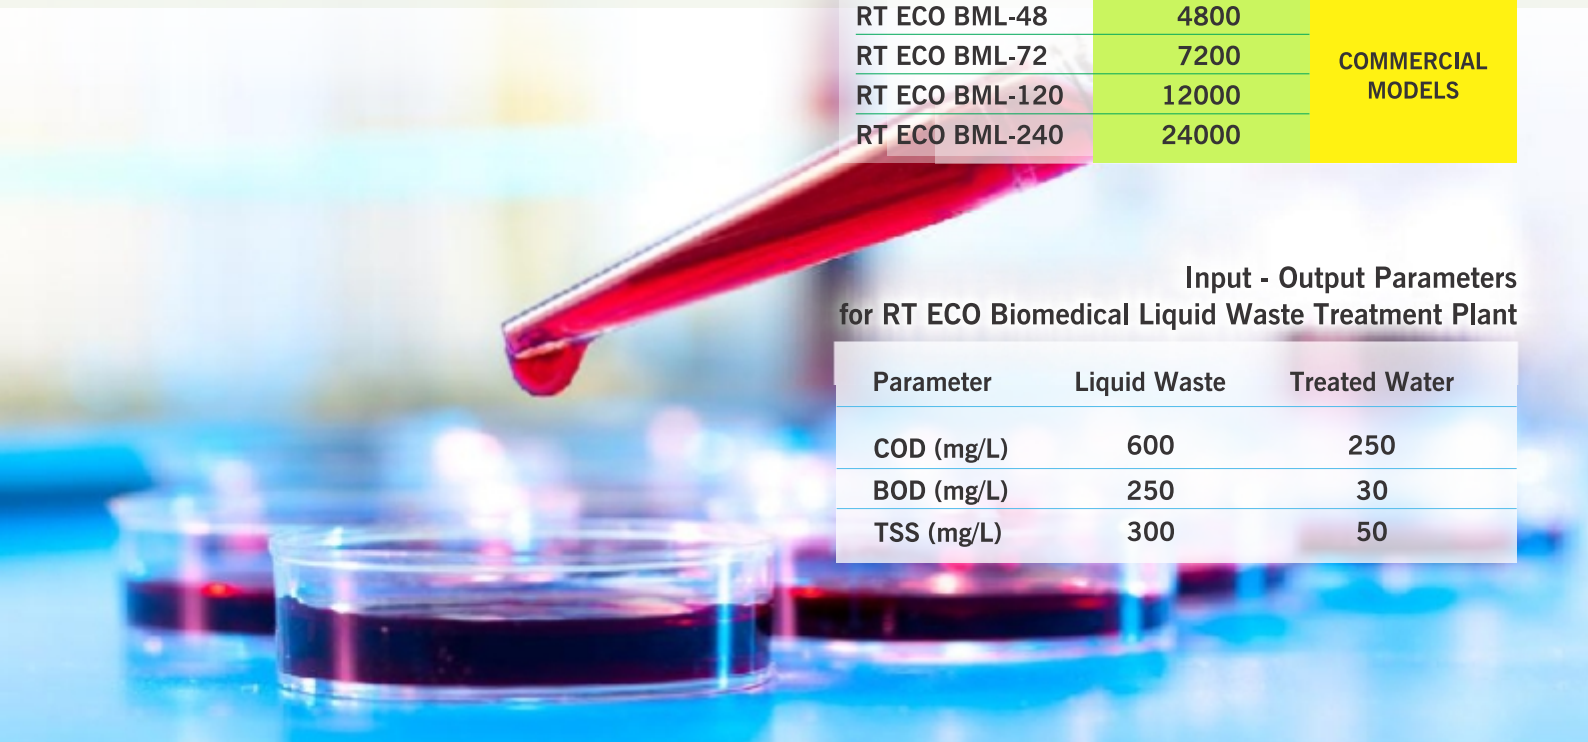 RT ECO BML-48 4800
RT ECO BML-72 7200
RT ECO BML-120 12000
RT ECO BML-240 24000
COMMERCIAL
MODELS
Input - Output Parameters
for RT ECO Biomedical Liquid Waste Treatment Plant
Parameter Liquid Waste Treated Water
COD (mg/L) 600 250
BOD (mg/L) 250 30
TSS (mg/L) 300 50